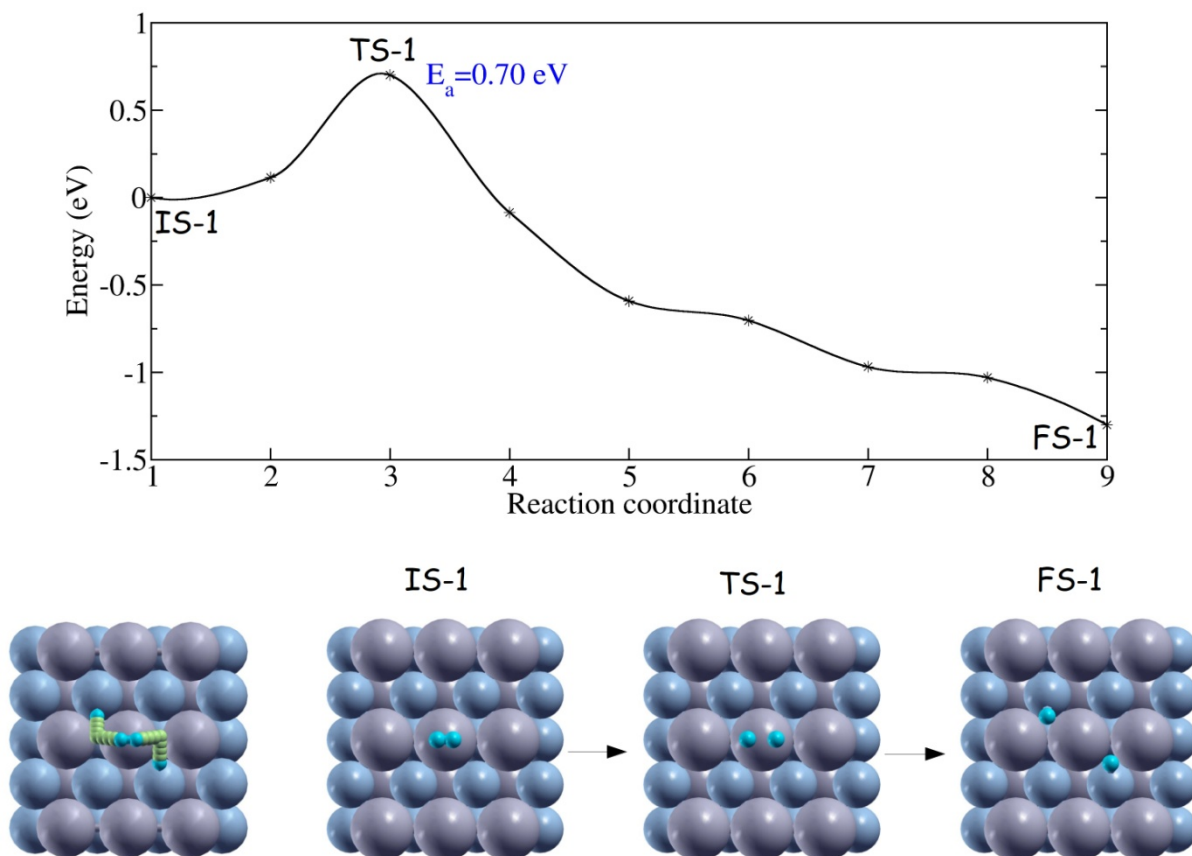 1
TS-1
E_a=0.70 eV
0.5
0
IS-1
Energy (eV)
-0.5
-1
FS-1
-1.5
1 2 3 4 5 6 7 8 9
Reaction coordinate
IS-1 TS-1 FS-1